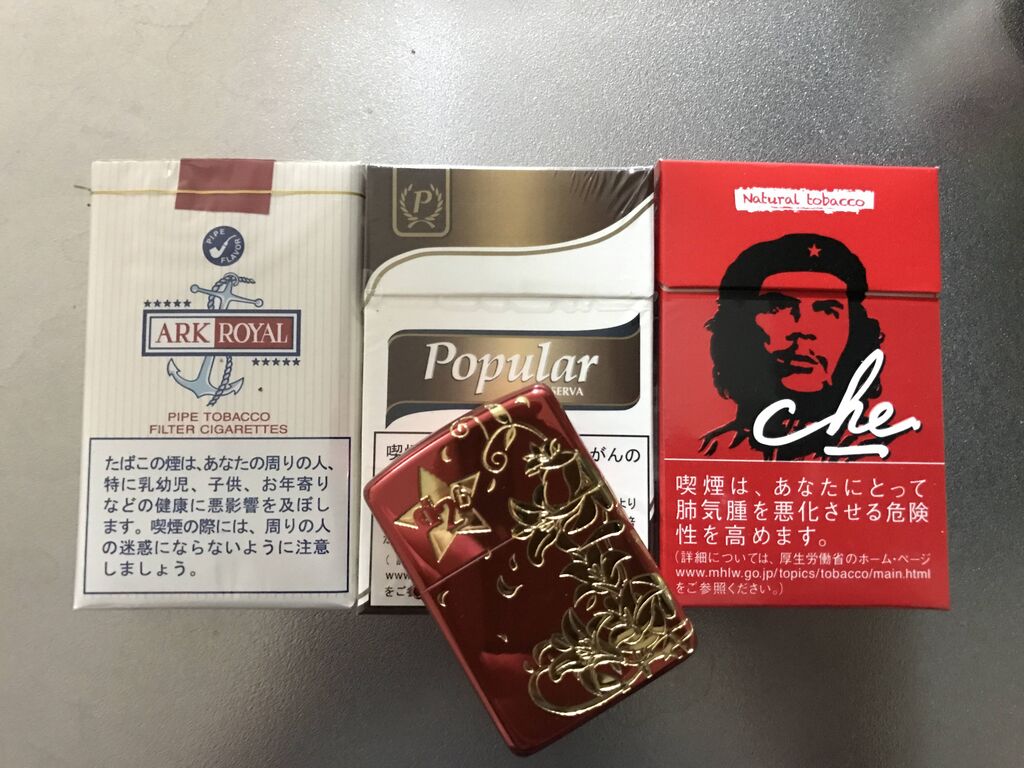 PIPE
FLAVOR
ARK ROYAL
PIPE TOBACCO
FILTER CIGARETTES
たばこの煙は、あなたの周りの人、
特に乳幼児、子供、お年寄り
などの健康に悪影響を及ぼし
ます。喫煙の際には、周りの人
の迷惑にならないように注意
しましょう。
P
Popular
喫煙
がんの
より
(
www.
をご
Natural tobacco
che.
喫煙は、あなたにとって
肺気腫を悪化させる危険
性を高めます。
(詳細については、厚生労働省のホーム・ページ
www.mhlw.go.jp/topics/tobacco/main.html
をご参照ください。)